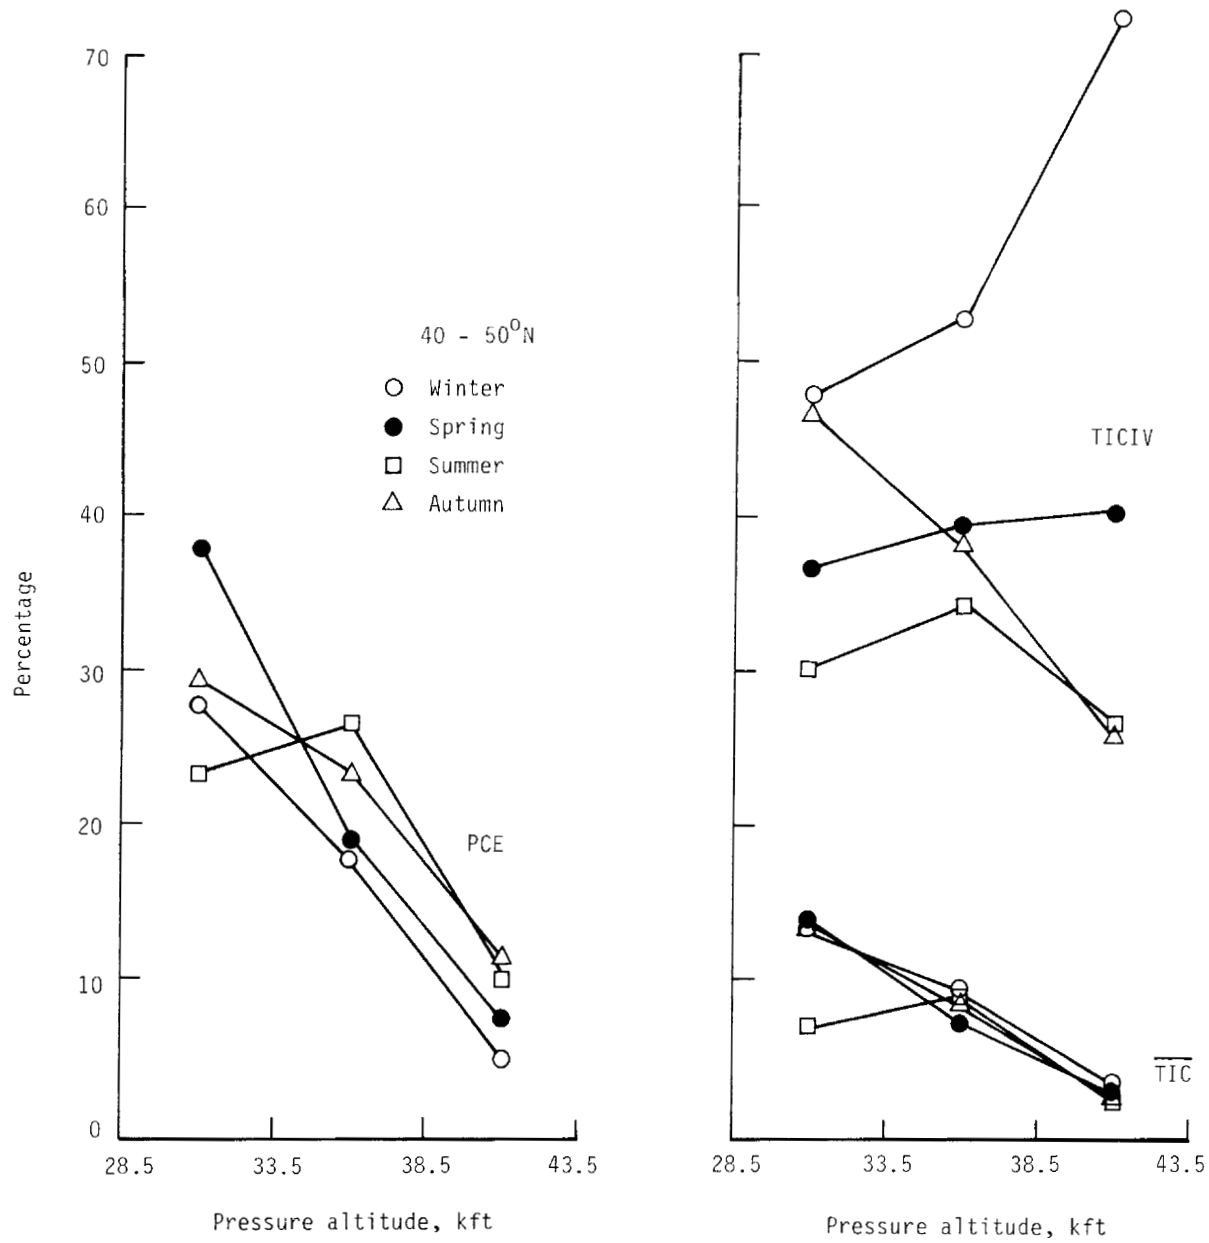 70
60
50
40
30
20
10
0
Percentage
40 - 50°N
Winter
Spring
Summer
Autumn
PCE
28.5 33.5 38.5 43.5
Pressure altitude, kft
TICIV
TIC
28.5 33.5 38.5 43.5
Pressure altitude, kft